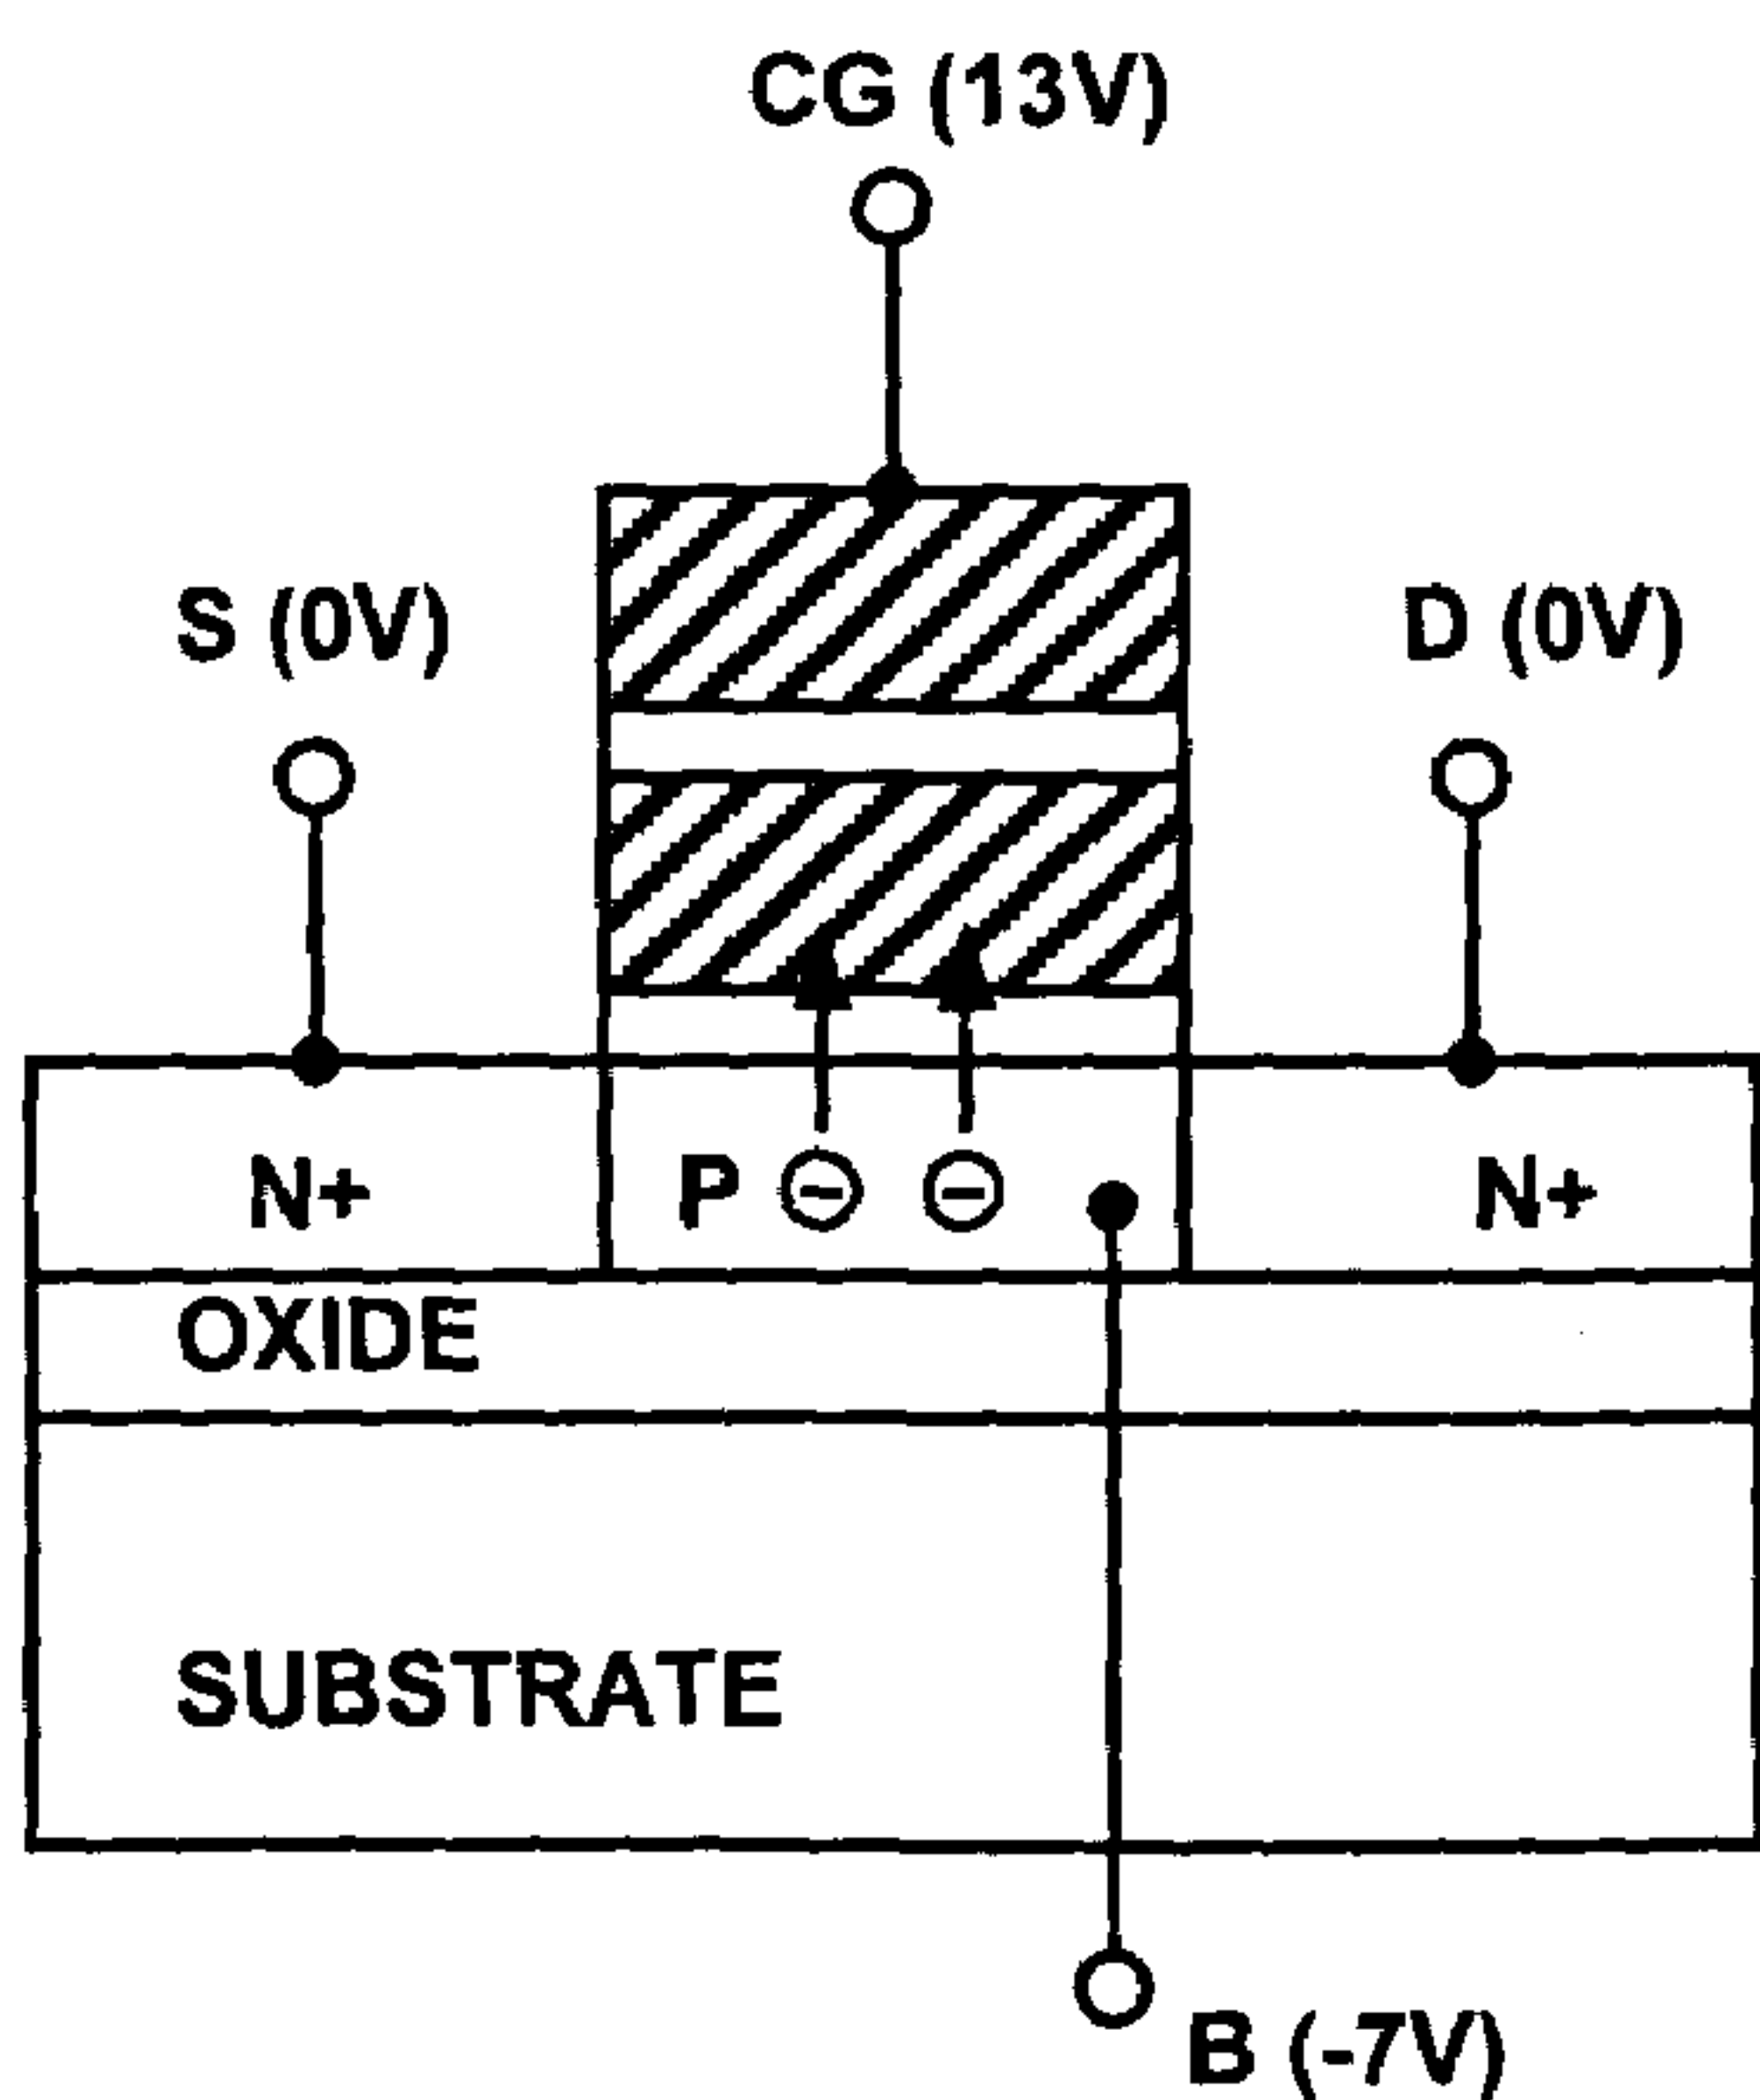 CG (13V)
S (0V)
D (0V)
N+
P
N+
OXIDE
SUBSTRATE
B (-7V)